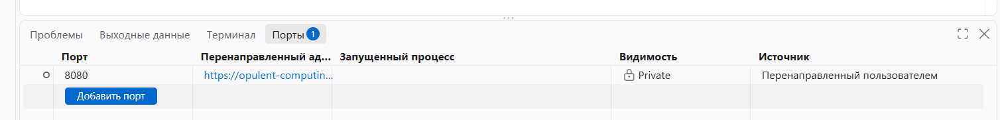 Проблемы Выходные данные Терминал Порты 1
Порт Перенаправленный ад... Запущенный процесс Видимость Источник
8080 https://opulent-computin... Private Перенаправленный пользователем
Добавить порт